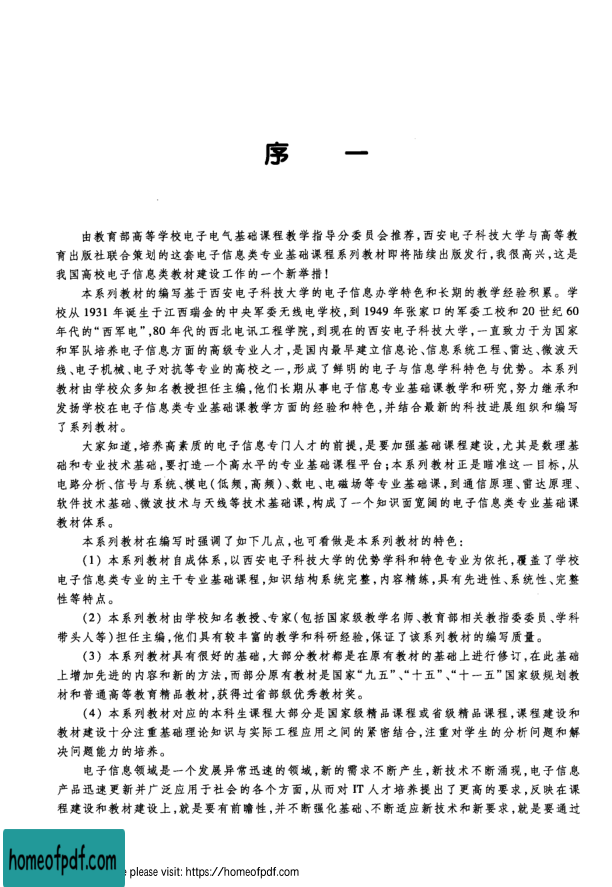 序 一
由教育部高等学校电子电气基础课程教学指导分委员会推荐,西安电子科技大学与高等教
育出版社联合策划的这套电子信息类专业基础课程系列教材即将陆续出版发行,我很高兴,这是
我国高校电子信息类教材建设工作的一个新举措!
本系列教材的编写基于西安电子科技大学的电子信息办学特色和长期的教学经验积累。学
校从 1931 年诞生于江西瑞金的中央军委无线电学校,到 1949 年张家口的军委工校和 20 世纪 60
年代的“西军电”,80 年代的西北电讯工程学院,到现在的西安电子科技大学,一直致力于为国家
和军队培养电子信息方面的高级专业人才,是国内最早建立信息论、信息系统工程、雷达、微波天
线、电子机械、电子对抗等专业的高校之一,形成了鲜明的电子与信息学科特色与优势。本系列
教材由学校众多知名教授担任主编,他们长期从事电子信息专业基础课教学和研究,努力继承和
发扬学校在电子信息类专业基础课教学方面的经验和特色,并结合最新的科技进展组织和编写
了系列教材。
大家知道,培养高素质的电子信息专门人才的前提,是要加强基础课程建设,尤其是数理基
础和专业技术基础,要打造一个高水平的专业基础课程平台;本系列教材正是瞄准这一目标,从
电路分析、信号与系统、模电(低频,高频)、数电、电磁场等专业基础课,到通信原理、雷达原理、
软件技术基础、微波技术与天线等技术基础课,构成了一个知识面宽阔的电子信息类专业基础课
教材体系。
本系列教材在编写时强调了如下几点,也可看做是本系列教材的特色:
(1) 本系列教材自成体系,以西安电子科技大学的优势学科和特色专业为依托,覆盖了学校
电子信息类专业的主干专业基础课程,知识结构系统完整,内容精练,具有先进性、系统性、完整
性等特点。
(2) 本系列教材由学校知名教授、专家(包括国家级教学名师、教育部相关教指委委员、学科
带头人等)担任主编,他们具有较丰富的教学和科研经验,保证了该系列教材的编写质量。
(3) 本系列教材具有很好的基础,大部分教材都是在原有教材的基础上进行修订,在此基础
上增加先进的内容和新的方法,而部分原有教材是国家“九五”、“十五”、“十一五”国家级规划教
材和普通高等教育精品教材,获得过省部级优秀教材奖。
(4) 本系列教材对应的本科生课程大部分是国家级精品课程或省级精品课程,课程建设和
教材建设十分注重基础理论知识与实际工程应用之间的紧密结合,注重对学生的分析问题和解
决问题能力的培养。
电子信息领域是一个发展异常迅速的领域,新的需求不断产生,新技术不断涌现,电子信息
产品迅速更新并广泛应用于社会的各个方面,从而对 IT 人才培养提出了更高的要求,反映在课
程建设和教材建设上,就是要有前瞻性,并不断强化基础、不断适应新技术和新要求,就是要通过
homeofpdf.com
please visit: https://homeofpdf.com